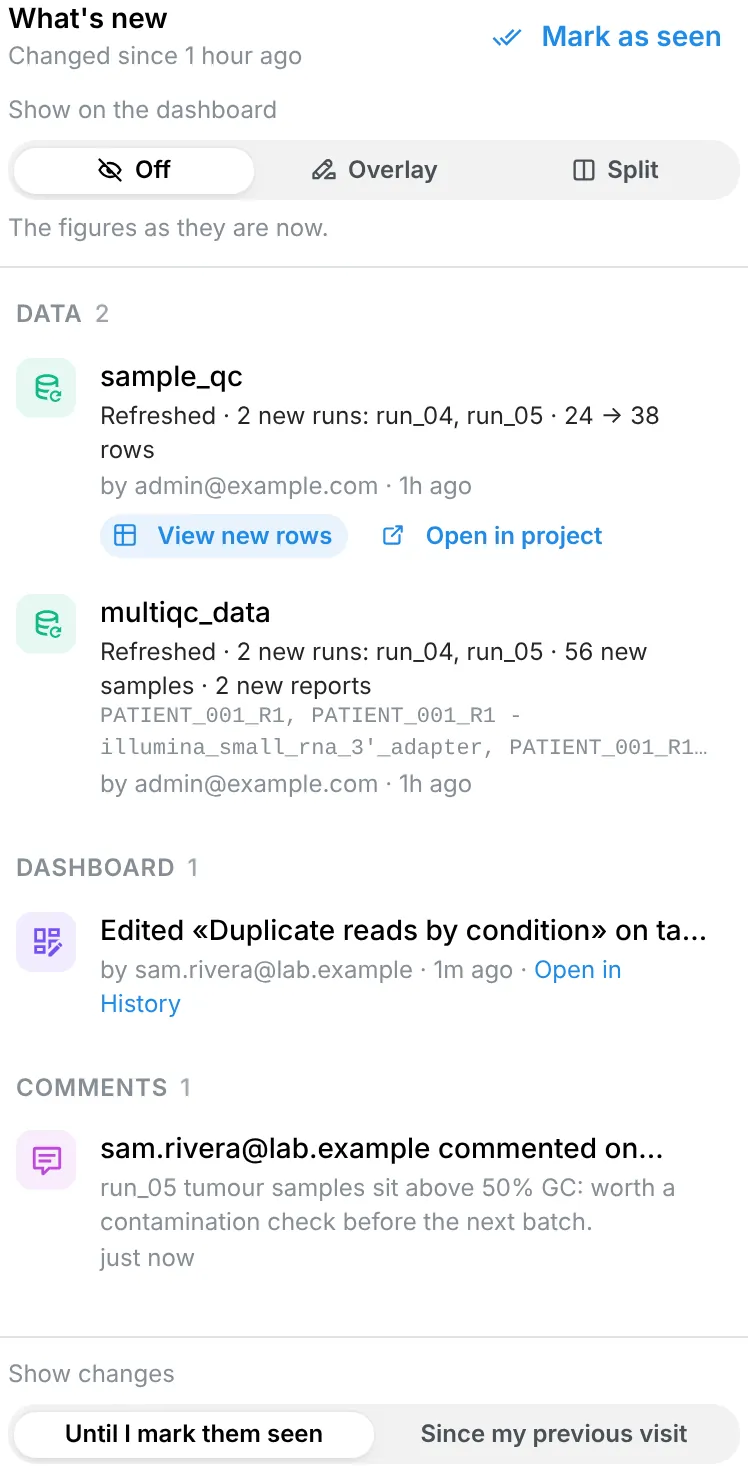 What's new
Mark as seen
Changed since 1 hour ago
Show on the dashboard
Off
Overlay
Split
The figures as they are now.
DATA 2
sample_qc
Refreshed · 2 new runs: run_04, run_05 · 24 → 38
rows
by admin@example.com · 1h ago
View new rows
Open in project
multiqc_data
Refreshed · 2 new runs: run_04, run_05 · 56 new
samples · 2 new reports
PATIENT_001_R1, PATIENT_001_R1 -
illumina_small_rna_3'_adapter, PATIENT_001_R1…
by admin@example.com · 1h ago
DASHBOARD 1
Edited «Duplicate reads by condition» on ta...
by sam.rivera@lab.example · 1m ago · Open in
History
COMMENTS 1
sam.rivera@lab.example commented on...
run_05 tumour samples sit above 50% GC: worth a
contamination check before the next batch.
just now
Show changes
Until I mark them seen
Since my previous visit